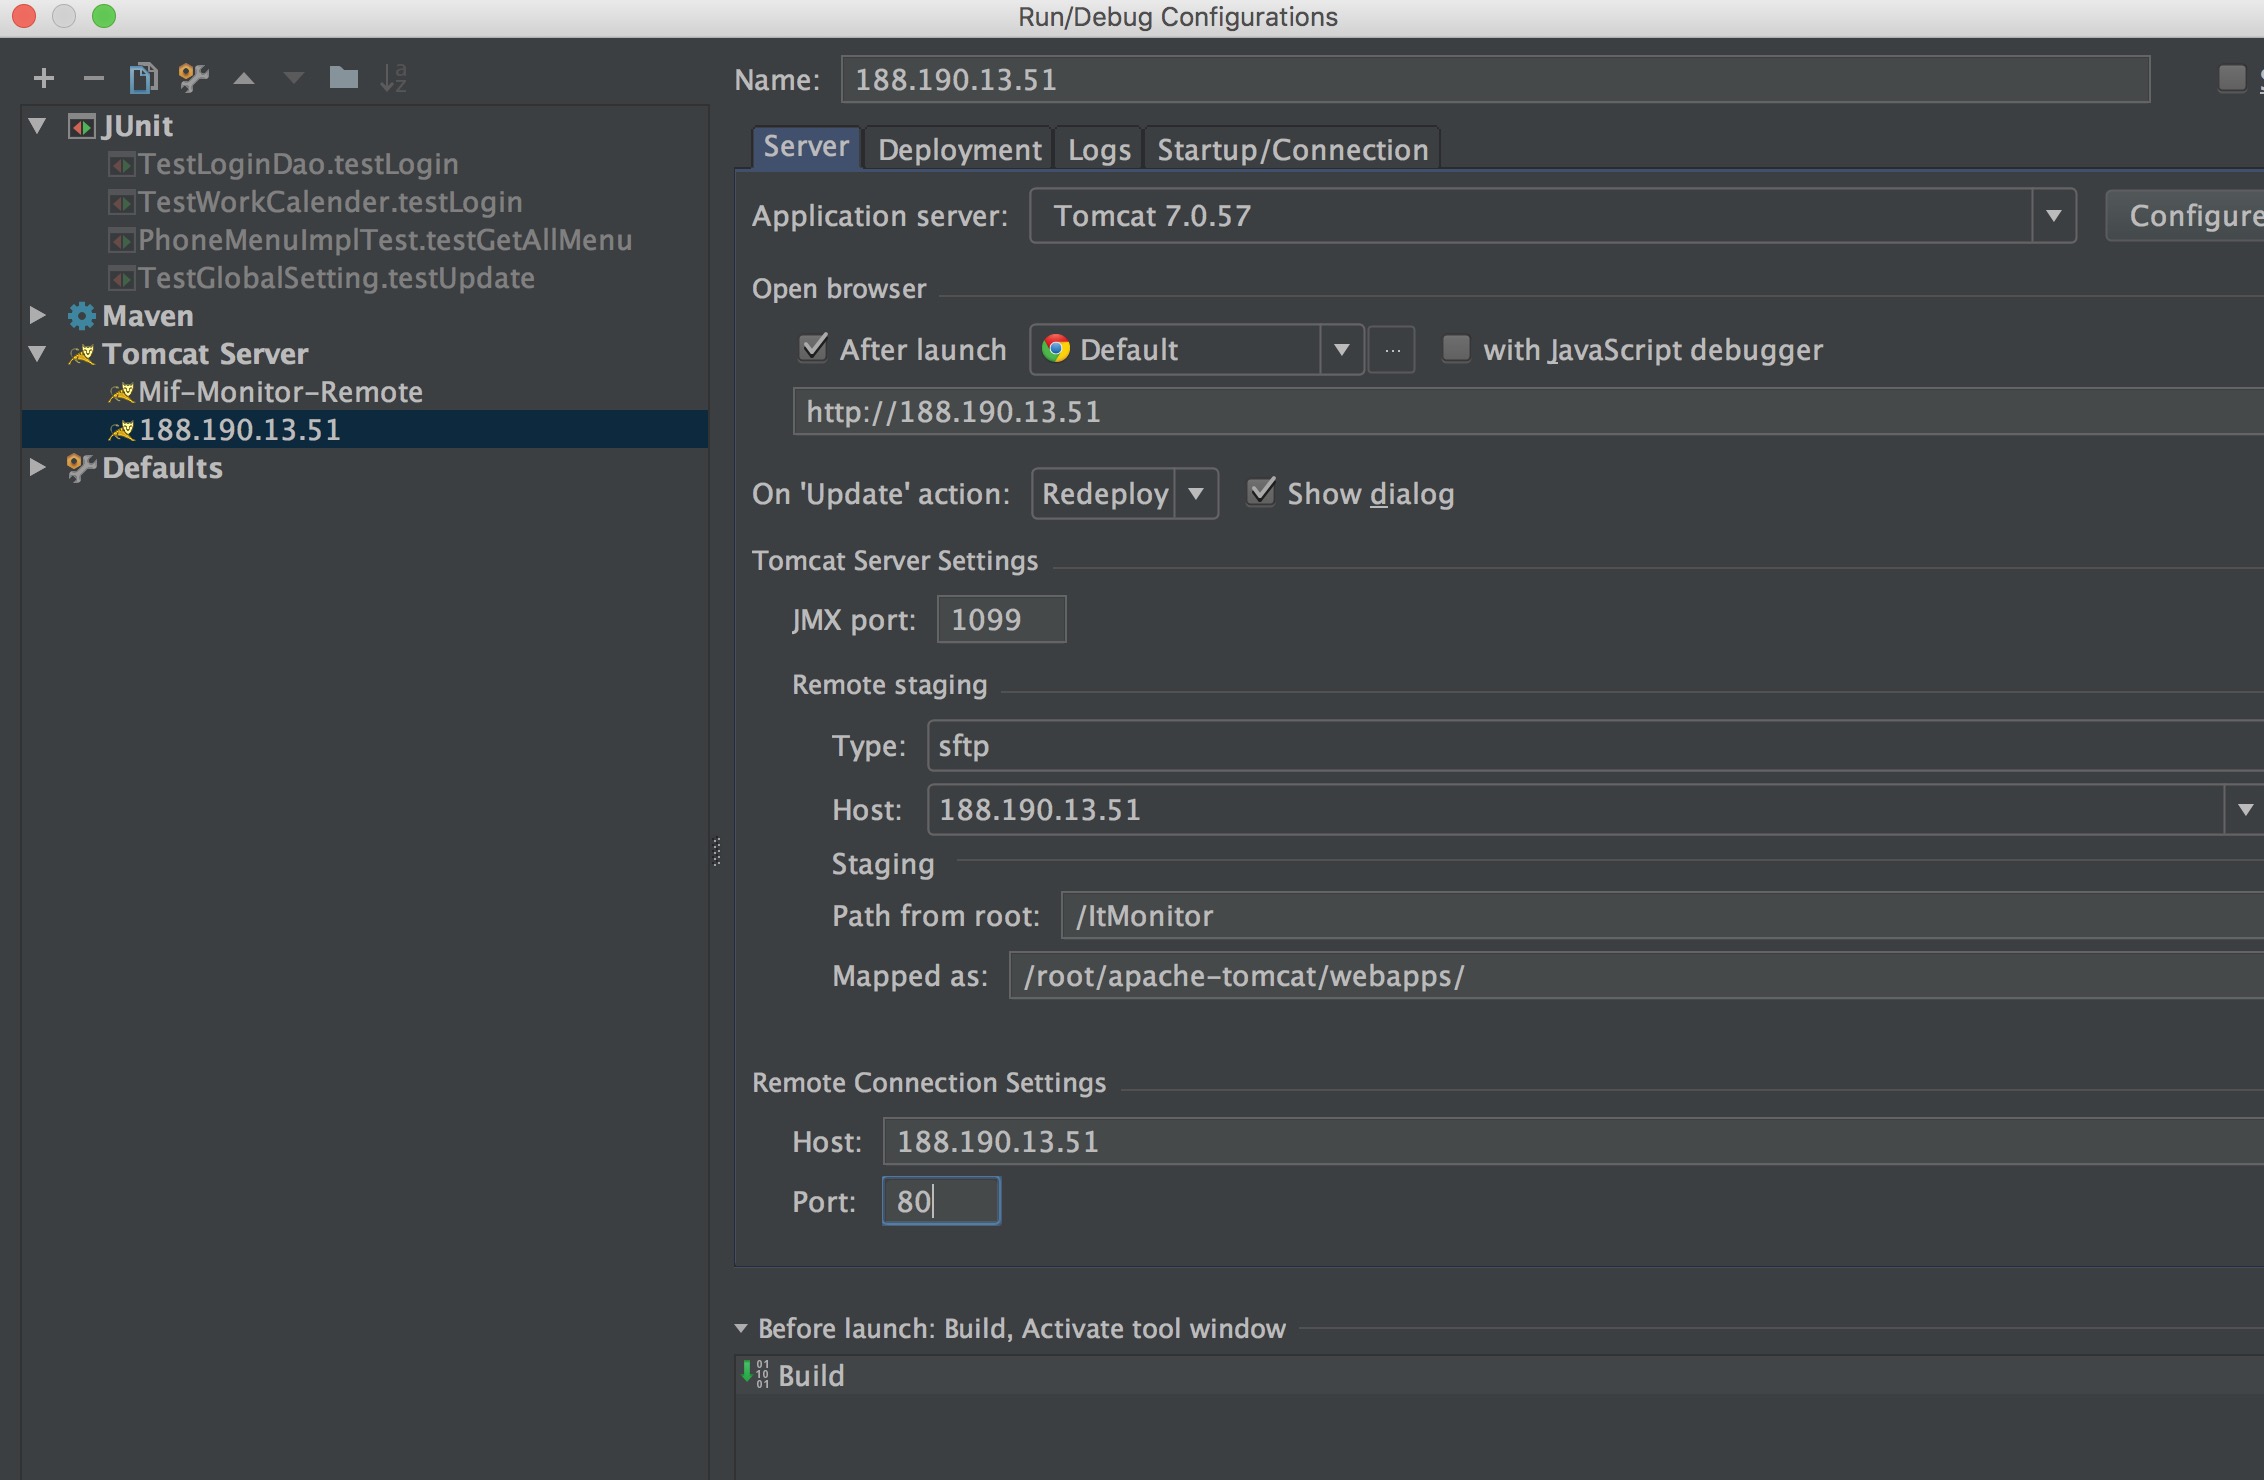 Run/Debug Configurations
JUnit
TestLoginDao.testLogin
TestWorkCalender.testLogin
PhoneMenuImplTest.testGetAllMenu
TestGlobalSetting.testUpdate
Maven
Tomcat Server
Mif-Monitor-Remote
188.190.13.51
Defaults
Name: 188.190.13.51
Server Deployment Logs Startup/Connection
Application server: Tomcat 7.0.57 Configure
Open browser
After launch Default ... with JavaScript debugger
http://188.190.13.51
On 'Update' action: Redeploy Show dialog
Tomcat Server Settings
JMX port: 1099
Remote staging
Type: sftp
Host: 188.190.13.51
Staging
Path from root: /ItMonitor
Mapped as: /root/apache-tomcat/webapps/
Remote Connection Settings
Host: 188.190.13.51
Port: 80
Before launch: Build, Activate tool window
Build